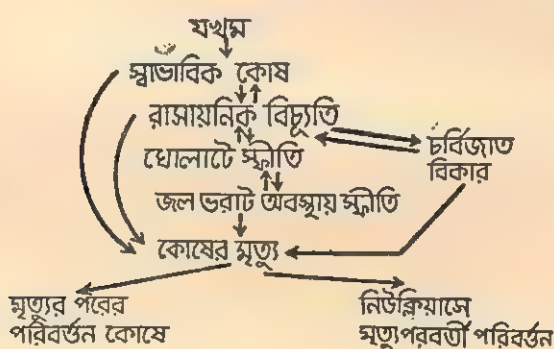 যখম
স্বাভাবিক কোষ
রাসায়নিক বিচ্যুতি
ঘোলাটে স্ফীতি
চর্বিজাত
বিকার
জল ভরাট অবস্থায় স্ফীতি
কোষের মৃত্যু
মৃত্যুর পরের
পরিবর্ত্তন কোষে
নিউক্লিয়াসে
মৃত্যুপরবর্তী পরিবর্ত্তন